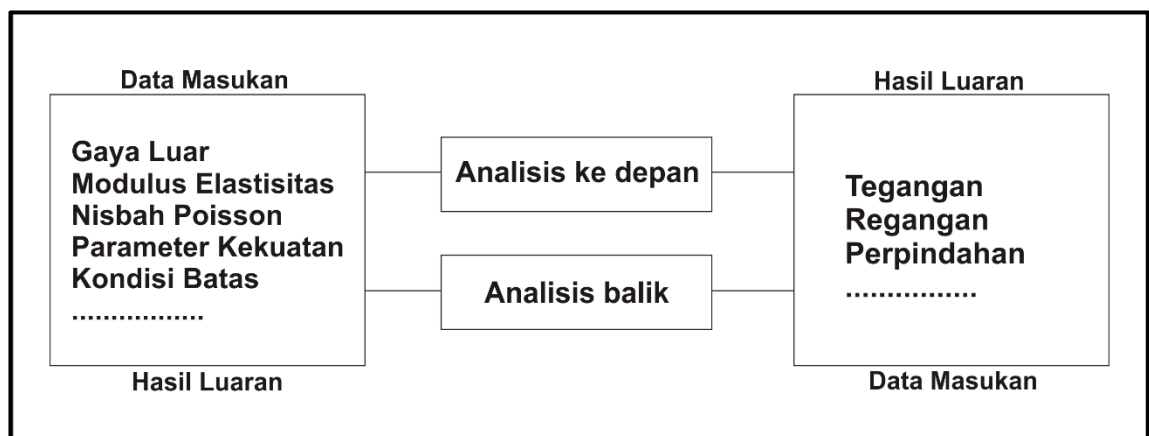 Data Masukan
Gaya Luar
Modulus Elastisitas
Nisbah Poisson
Parameter Kekuatan
Kondisi Batas
.................
Hasil Luaran
Analisis ke depan
Analisis balik
Hasil Luaran
Tegangan
Regangan
Perpindahan
.................
Data Masukan